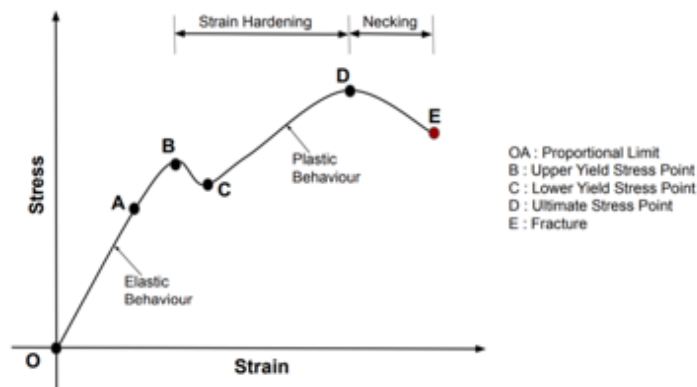 Strain Hardening
Necking
D
B
E
C
A
Plastic
Behaviour
Elastic
Behaviour
Stress
O
Strain
OA : Proportional Limit
B : Upper Yield Stress Point
C : Lower Yield Stress Point
D : Ultimate Stress Point
E : Fracture